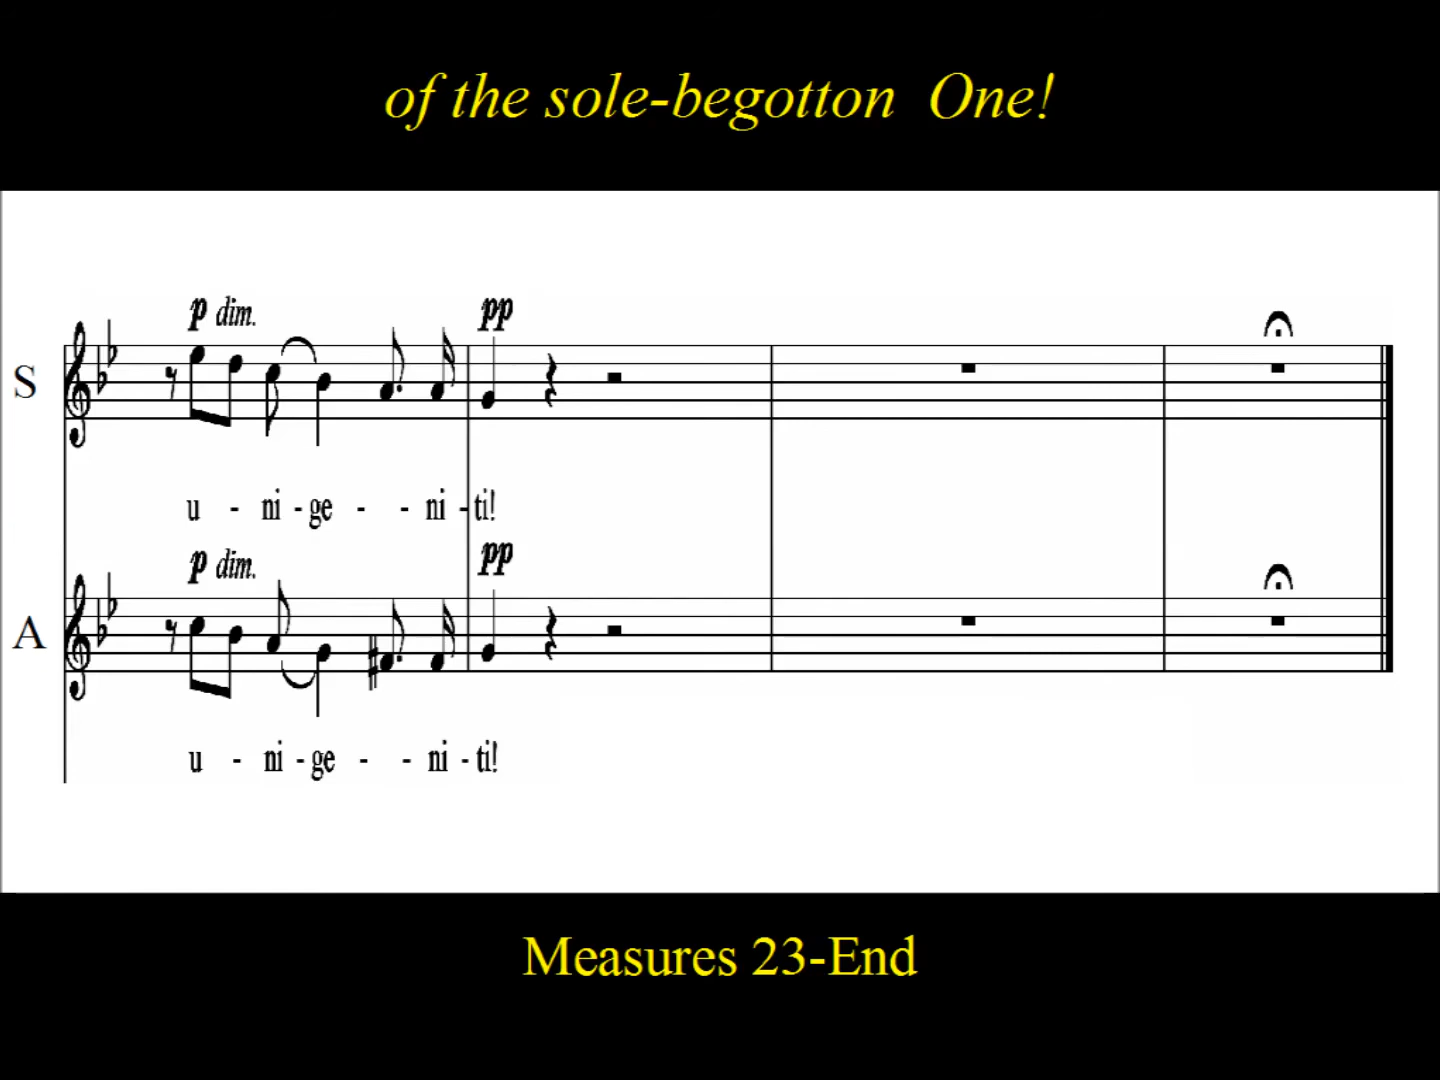 of the sole-begotton One!
p dim. pp
S
u - ni - ge - - ni - ti!
p dim. pp
A
u - ni - ge - - ni - ti!
Measures 23-End